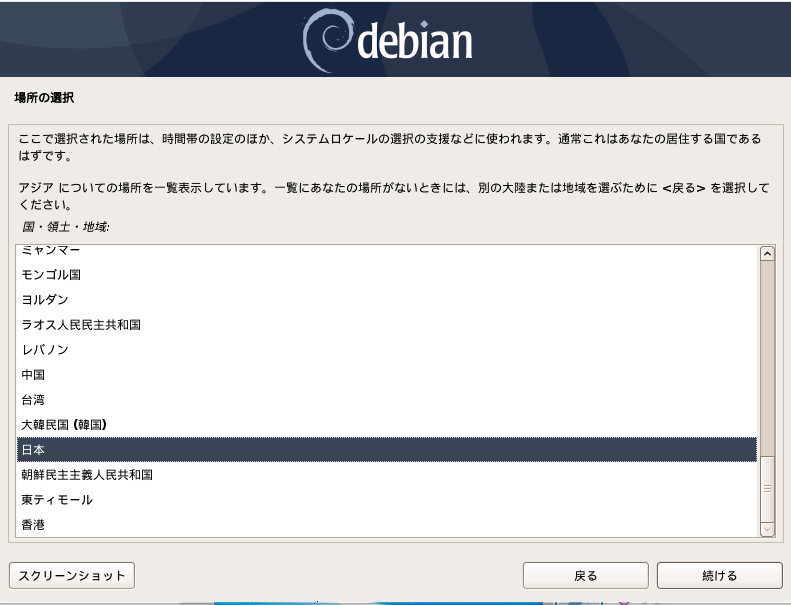 debian
場所の選択
ここで選択された場所は、時間帯の設定のほか、システムロケールの選択の支援などに使われます。通常これはあなたの居住する国である
はずです。
アジア についての場所を一覧表示しています。一覧にあなたの場所がないときには、別の大陸または地域を選ぶために <戻る> を選択して
ください。
国・領土・地域:
ミャンマー
モンゴル国
ヨルダン
ラオス人民民主共和国
レバノン
中国
台湾
大韓民国 (韓国)
日本
朝鮮民主主義人民共和国
東ティモール
香港
スクリーンショット
戻る
続ける